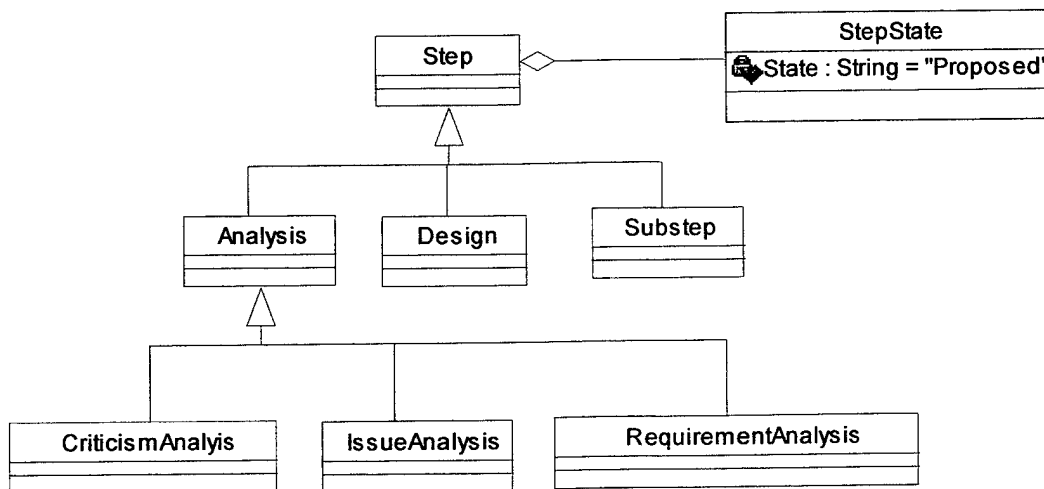 Step
StepState
State : String = "Proposed"
Analysis
Design
Substep
CriticismAnalyis
IssueAnalysis
RequirementAnalysis